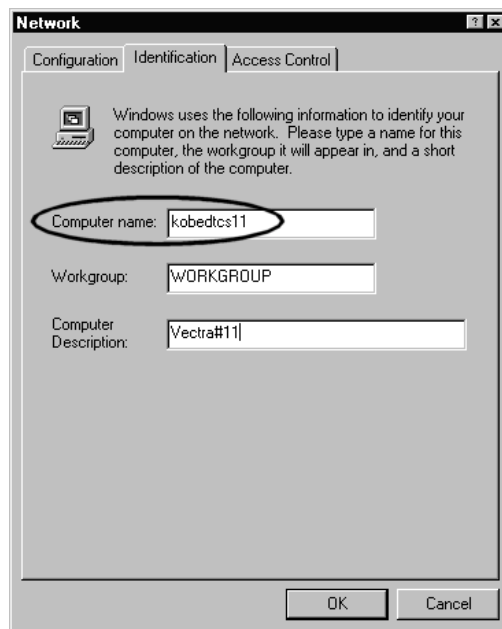 Network
Configuration Identification Access Control
Windows uses the following information to identify your
computer on the network. Please type a name for this
computer, the workgroup it will appear in, and a short
description of the computer.
Computer name: kobedtcs11
Workgroup: WORKGROUP
Computer
Description: Vectra#11
OK Cancel